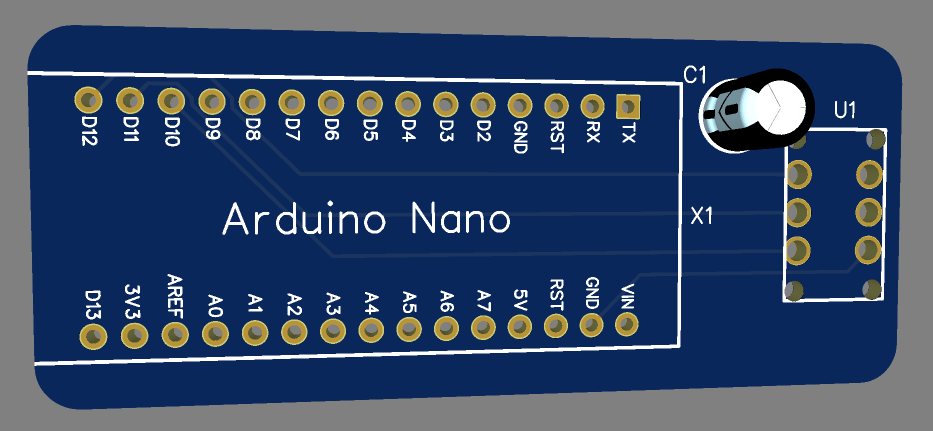 C1
U1
D12 D11 D10 D9 D8 D7 D6 D5 D4 D3 D2 GND RST RX TX
Arduino Nano
X1
D13 3V3 AREF A0 A1 A2 A3 A4 A5 A6 A7 5V RST GND VIN